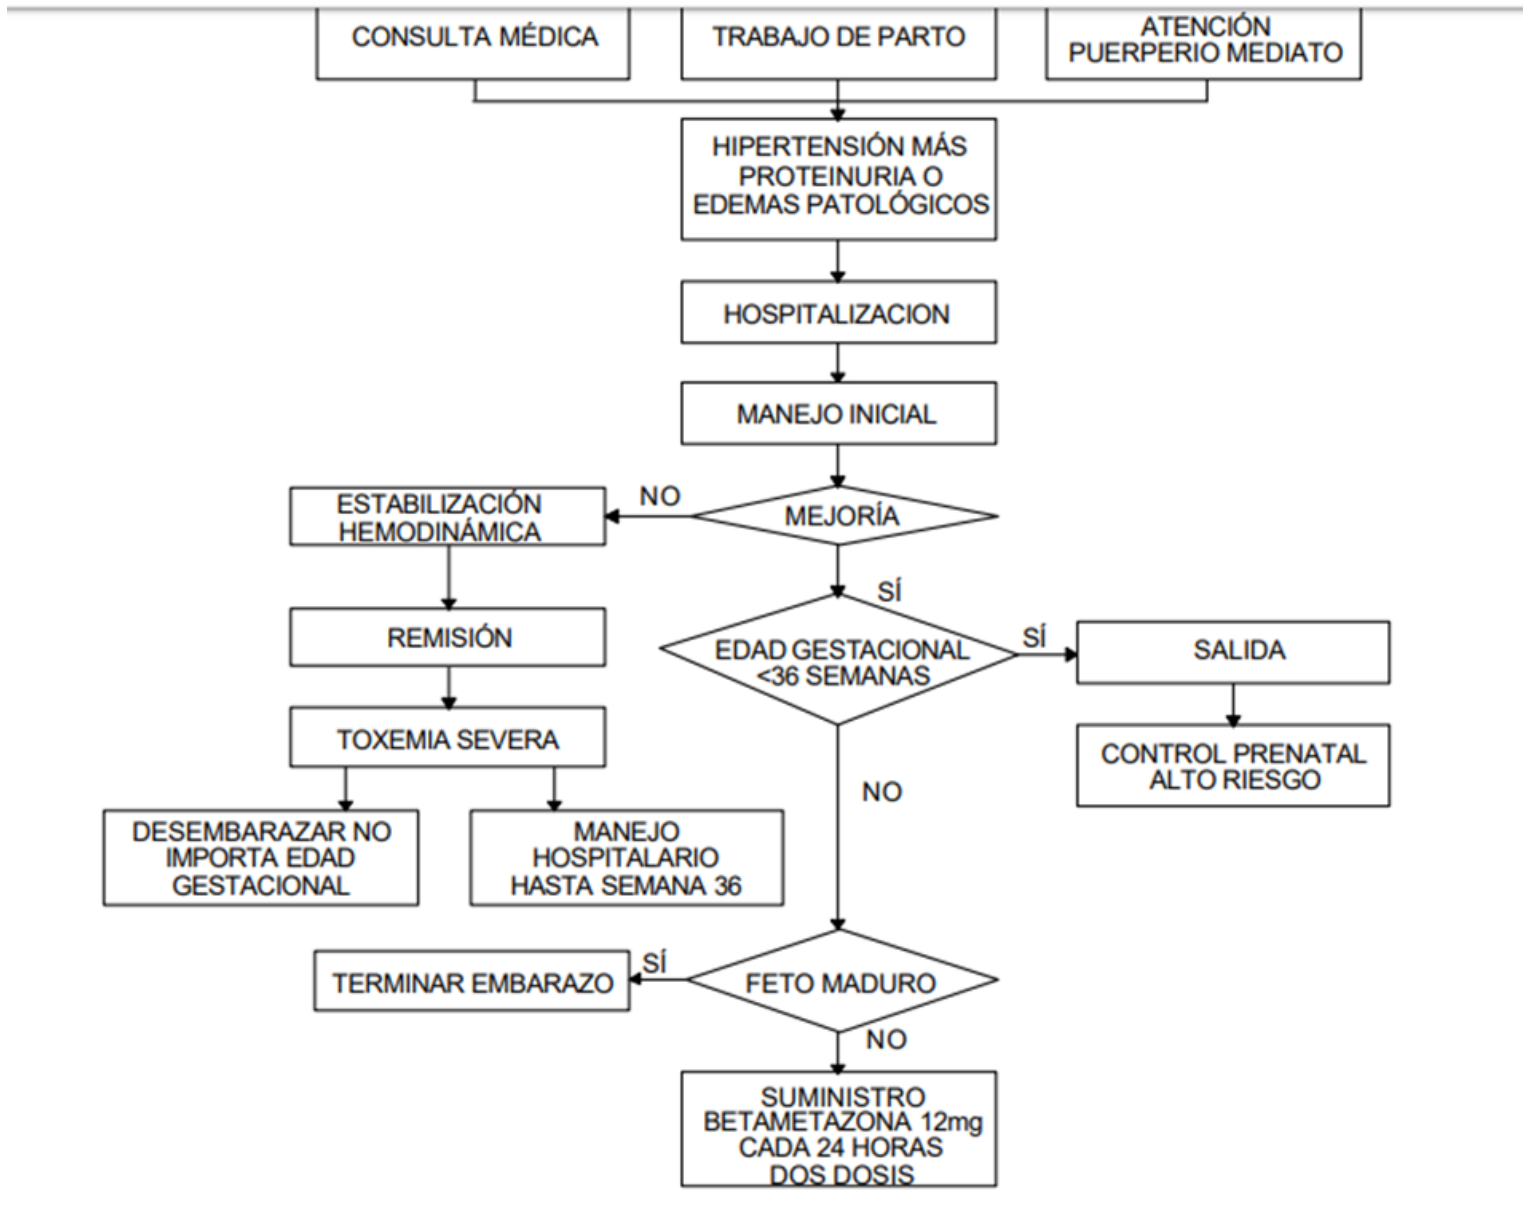 CONSULTA MÉDICA
TRABAJO DE PARTO
ATENCIÓN
PUERPERIO MEDIATO
HIPERTENSIÓN MÁS
PROTEINURIA O
EDEMAS PATOLÓGICOS
HOSPITALIZACION
MANEJO INICIAL
MEJORÍA
NO
ESTABILIZACIÓN
HEMODINÁMICA
SÍ
REMISIÓN
EDAD GESTACIONAL
<36 SEMANAS
SÍ
SALIDA
TOXEMIA SEVERA
CONTROL PRENATAL
ALTO RIESGO
NO
DESEMBARAZAR NO
IMPORTA EDAD
GESTACIONAL
MANEJO
HOSPITALARIO
HASTA SEMANA 36
FETO MADURO
SÍ
TERMINAR EMBARAZO
NO
SUMINISTRO
BETAMETAZONA 12mg
CADA 24 HORAS
DOS DOSIS